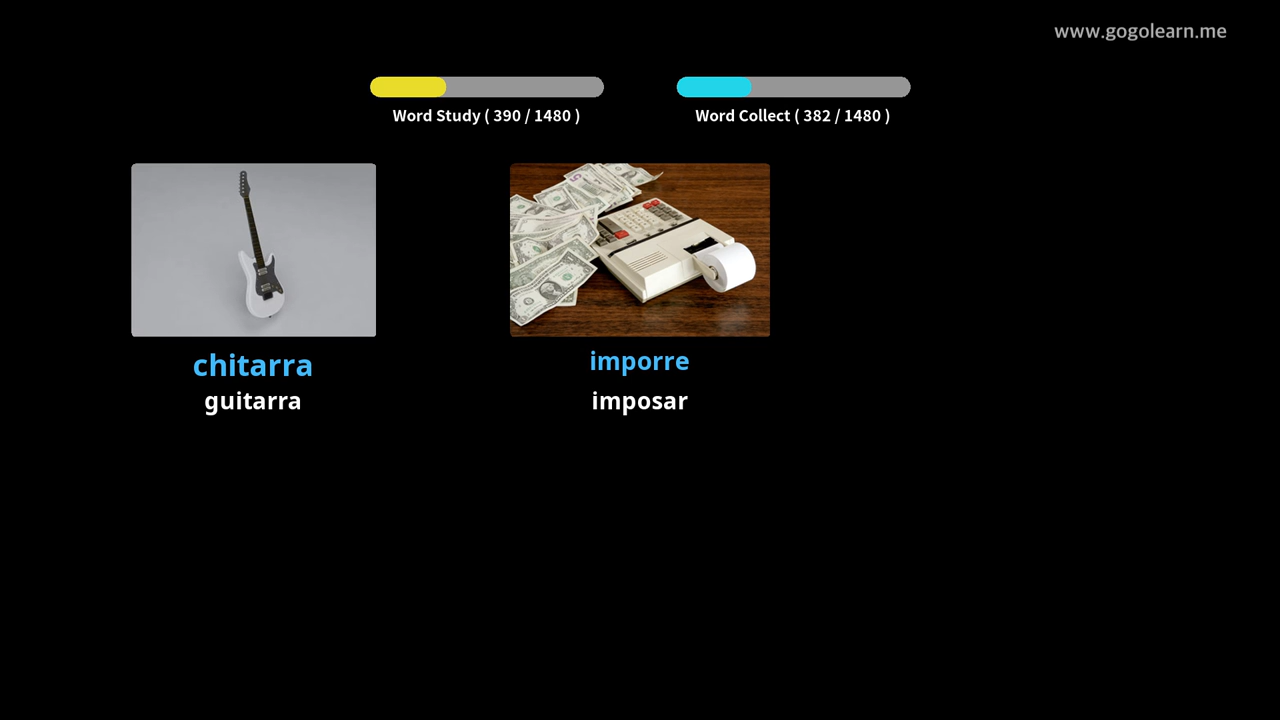 www.gogolearn.me
Word Study ( 390 / 1480 )
Word Collect ( 382 / 1480 )
chitarra
guitarra
imporre
imposar